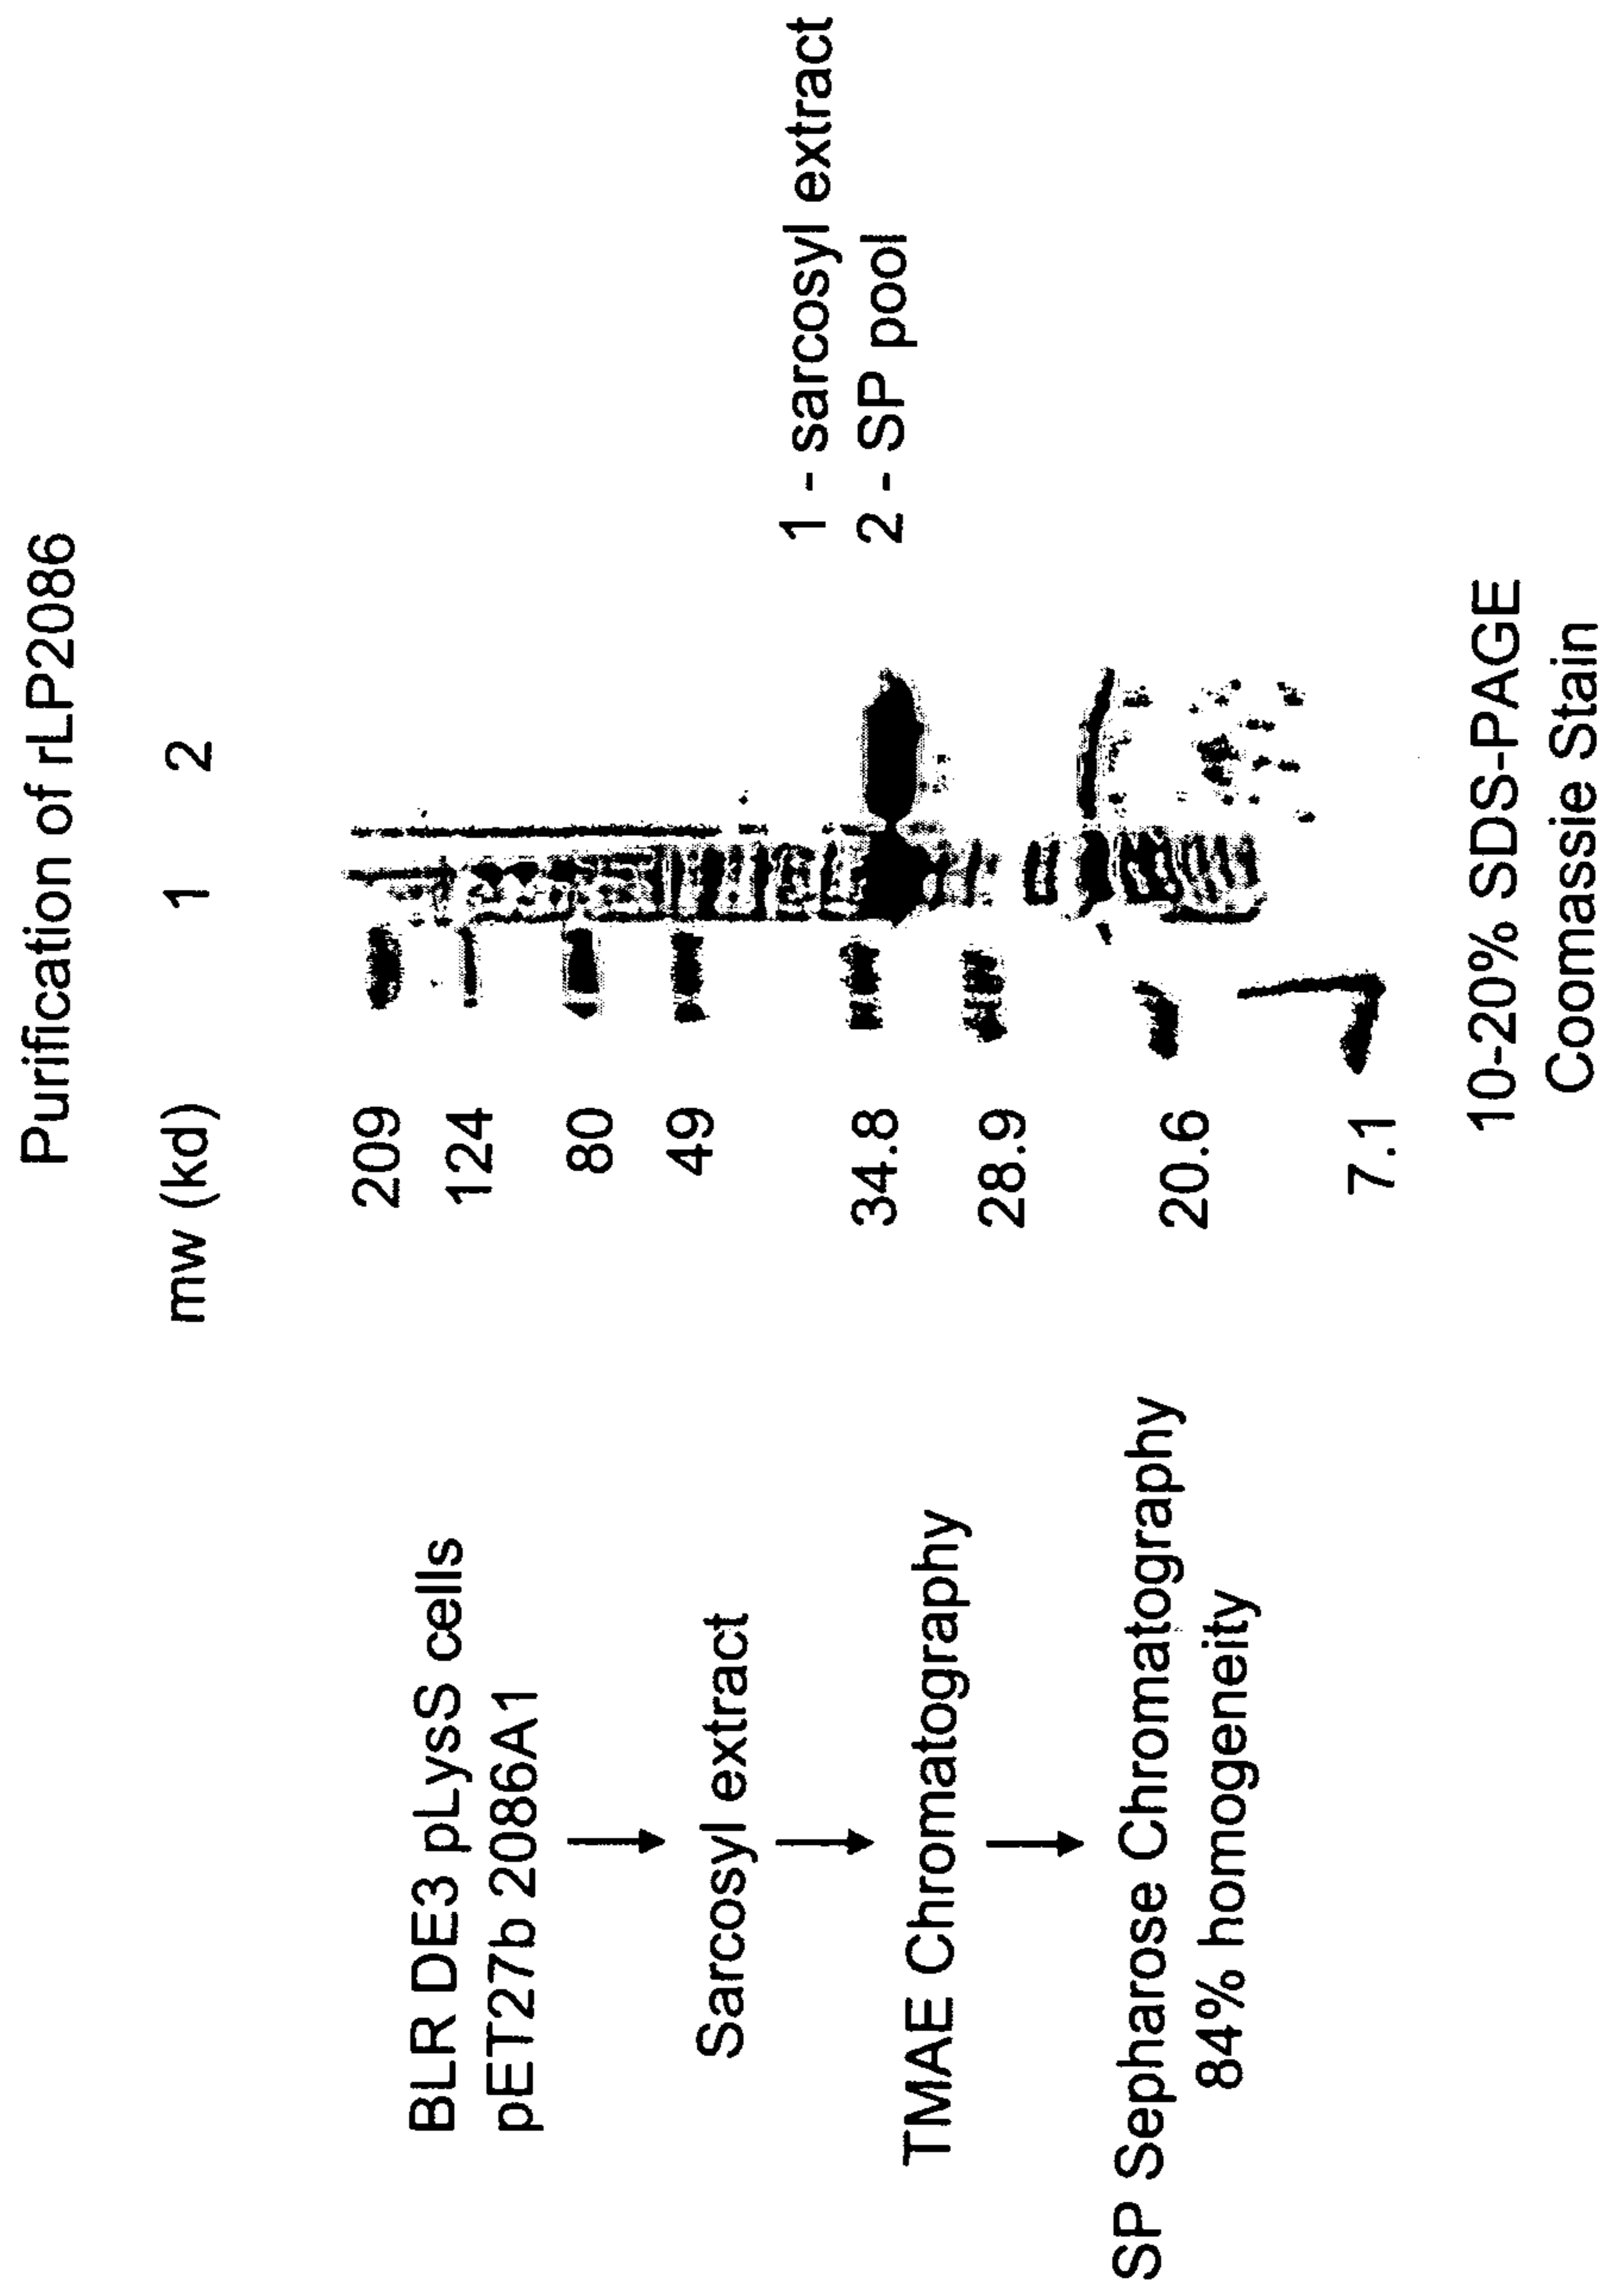 Purification of rLP2086
BLR DE3 pLysS cells
pET27b 2086A1
Sarcosyl extract
TMAE Chromatography
SP Sepharose Chromatography
84% homogeneity
mw (kd) 1 2
209
124
80
49
34.8
28.9
20.6
7.1
1 - sarcosyl extract
2 - SP pool
10-20% SDS-PAGE
Coomassie Stain